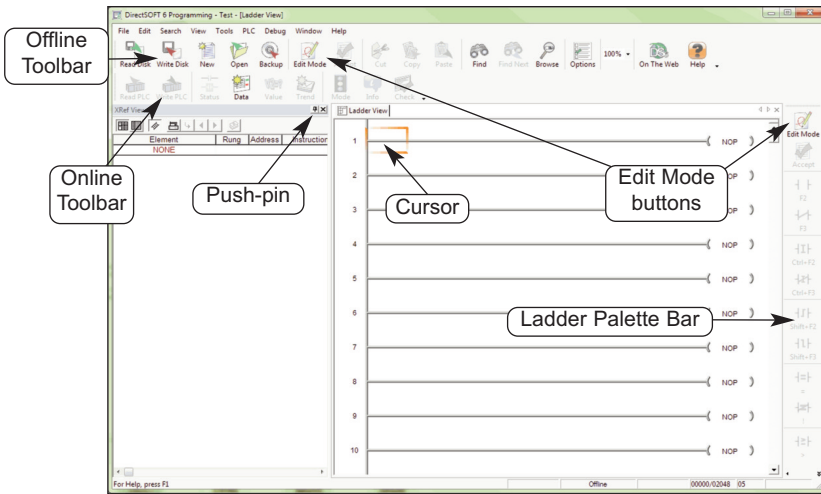 DirectSOFT 6 Programming - Test - [Ladder View]
File Edit Search View Tools PLC Debug Window Help
Offline
Toolbar
Read Disk Write Disk New Open Backup Edit Mode Cut Copy Paste Find Find Next Browse Options 100% On The Web Help
Read PLC Write PLC Status Data Value Trend Mode Info Check
XRef View
Ladder View
Element Rung Address Instruction
NONE
Online
Toolbar
Push-pin
Cursor
Edit Mode
buttons
Ladder Palette Bar
1 NOP
2 NOP
3 NOP
4 NOP
5 NOP
6 NOP
7 NOP
8 NOP
9 NOP
10 NOP
Edit Mode
Accept
F2
F3
Ctrl+F2
Ctrl+F3
Shift+F2
Shift+F3
=
!
>
For Help, press F1
Offline
00000/02048 05